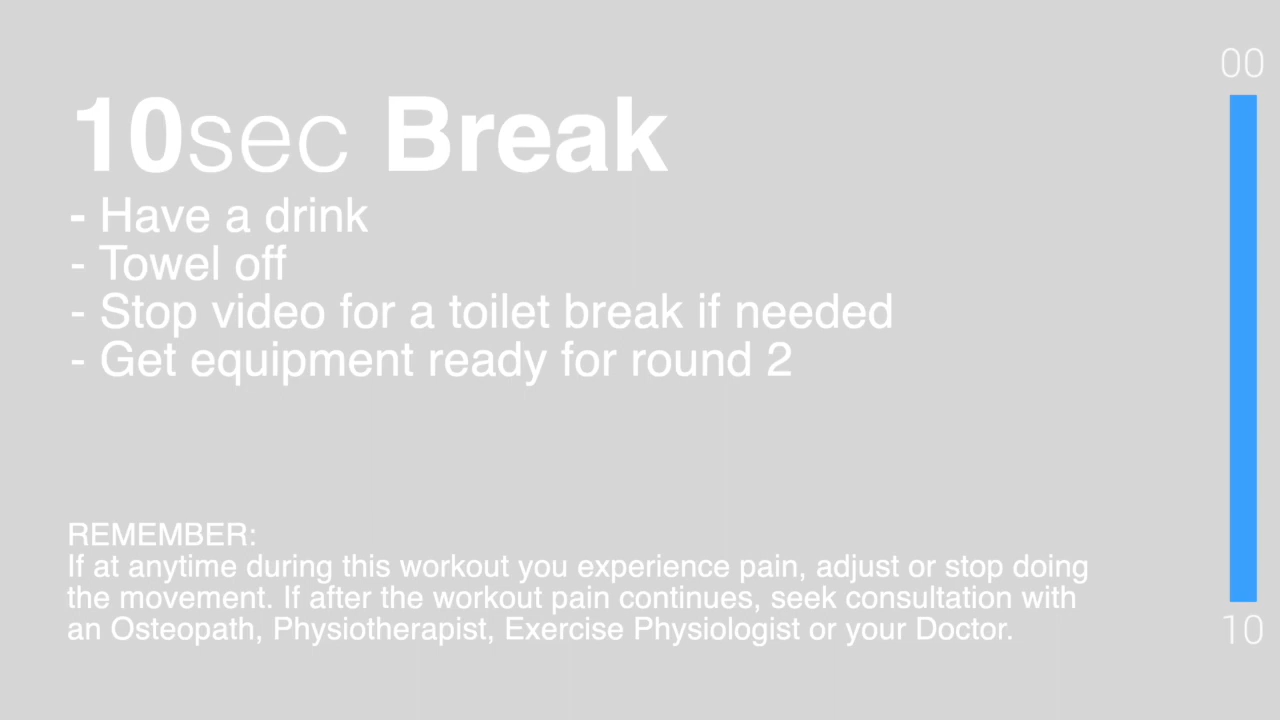 00
10sec Break
- Have a drink
- Towel off
- Stop video for a toilet break if needed
- Get equipment ready for round 2
REMEMBER:
If at anytime during this workout you experience pain, adjust or stop doing
the movement. If after the workout pain continues, seek consultation with
an Osteopath, Physiotherapist, Exercise Physiologist or your Doctor.
10